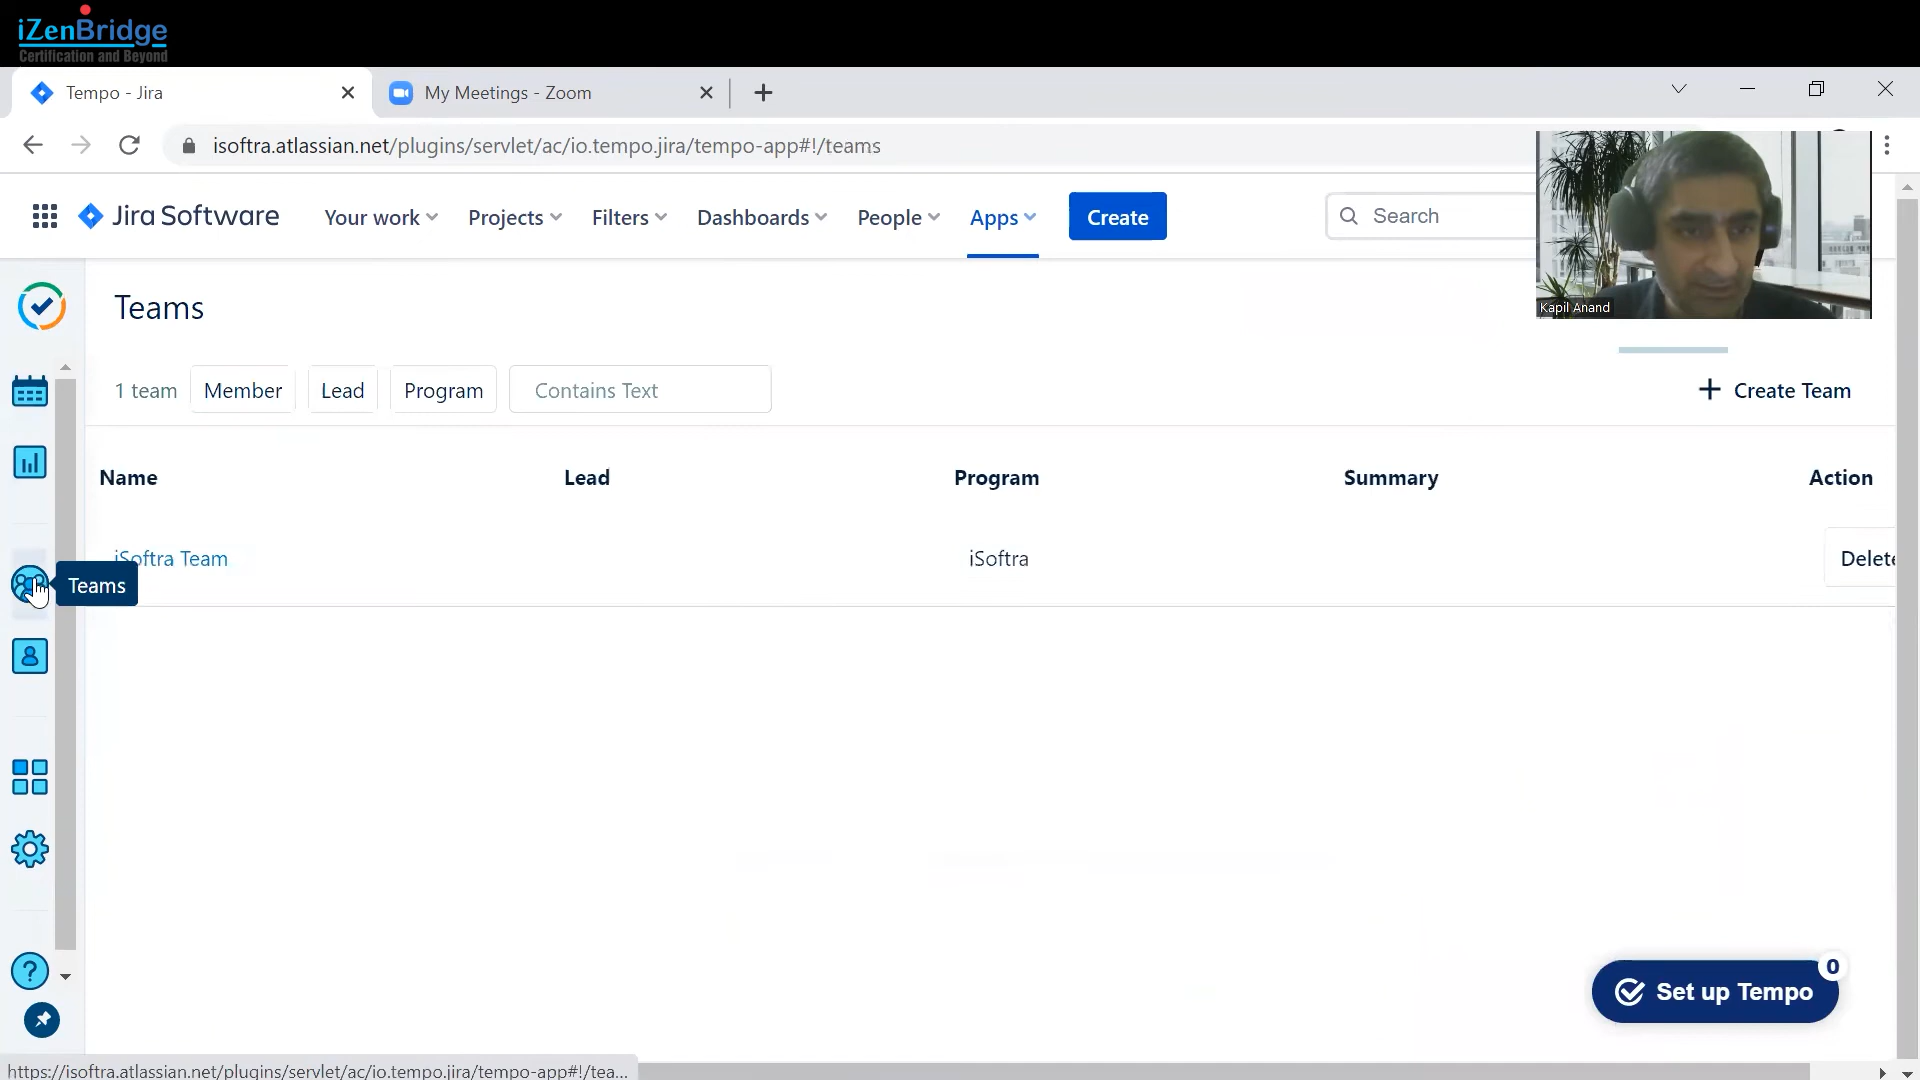 iZenBridge
Certification and Beyond
Tempo - Jira
My Meetings - Zoom
isoftra.atlassian.net/plugins/servlet/ac/io.tempo.jira/tempo-app#!/teams
Jira Software
Your work
Projects
Filters
Dashboards
People
Apps
Create
Search
Kapil Anand
Teams
1 team
Member
Lead
Program
Contains Text
Create Team
Name
Lead
Program
Summary
Action
iSoftra Team
iSoftra
Delete
Teams
0
Set up Tempo
https://isoftra.atlassian.net/plugins/servlet/ac/io.tempo.jira/tempo-app#!/tea...